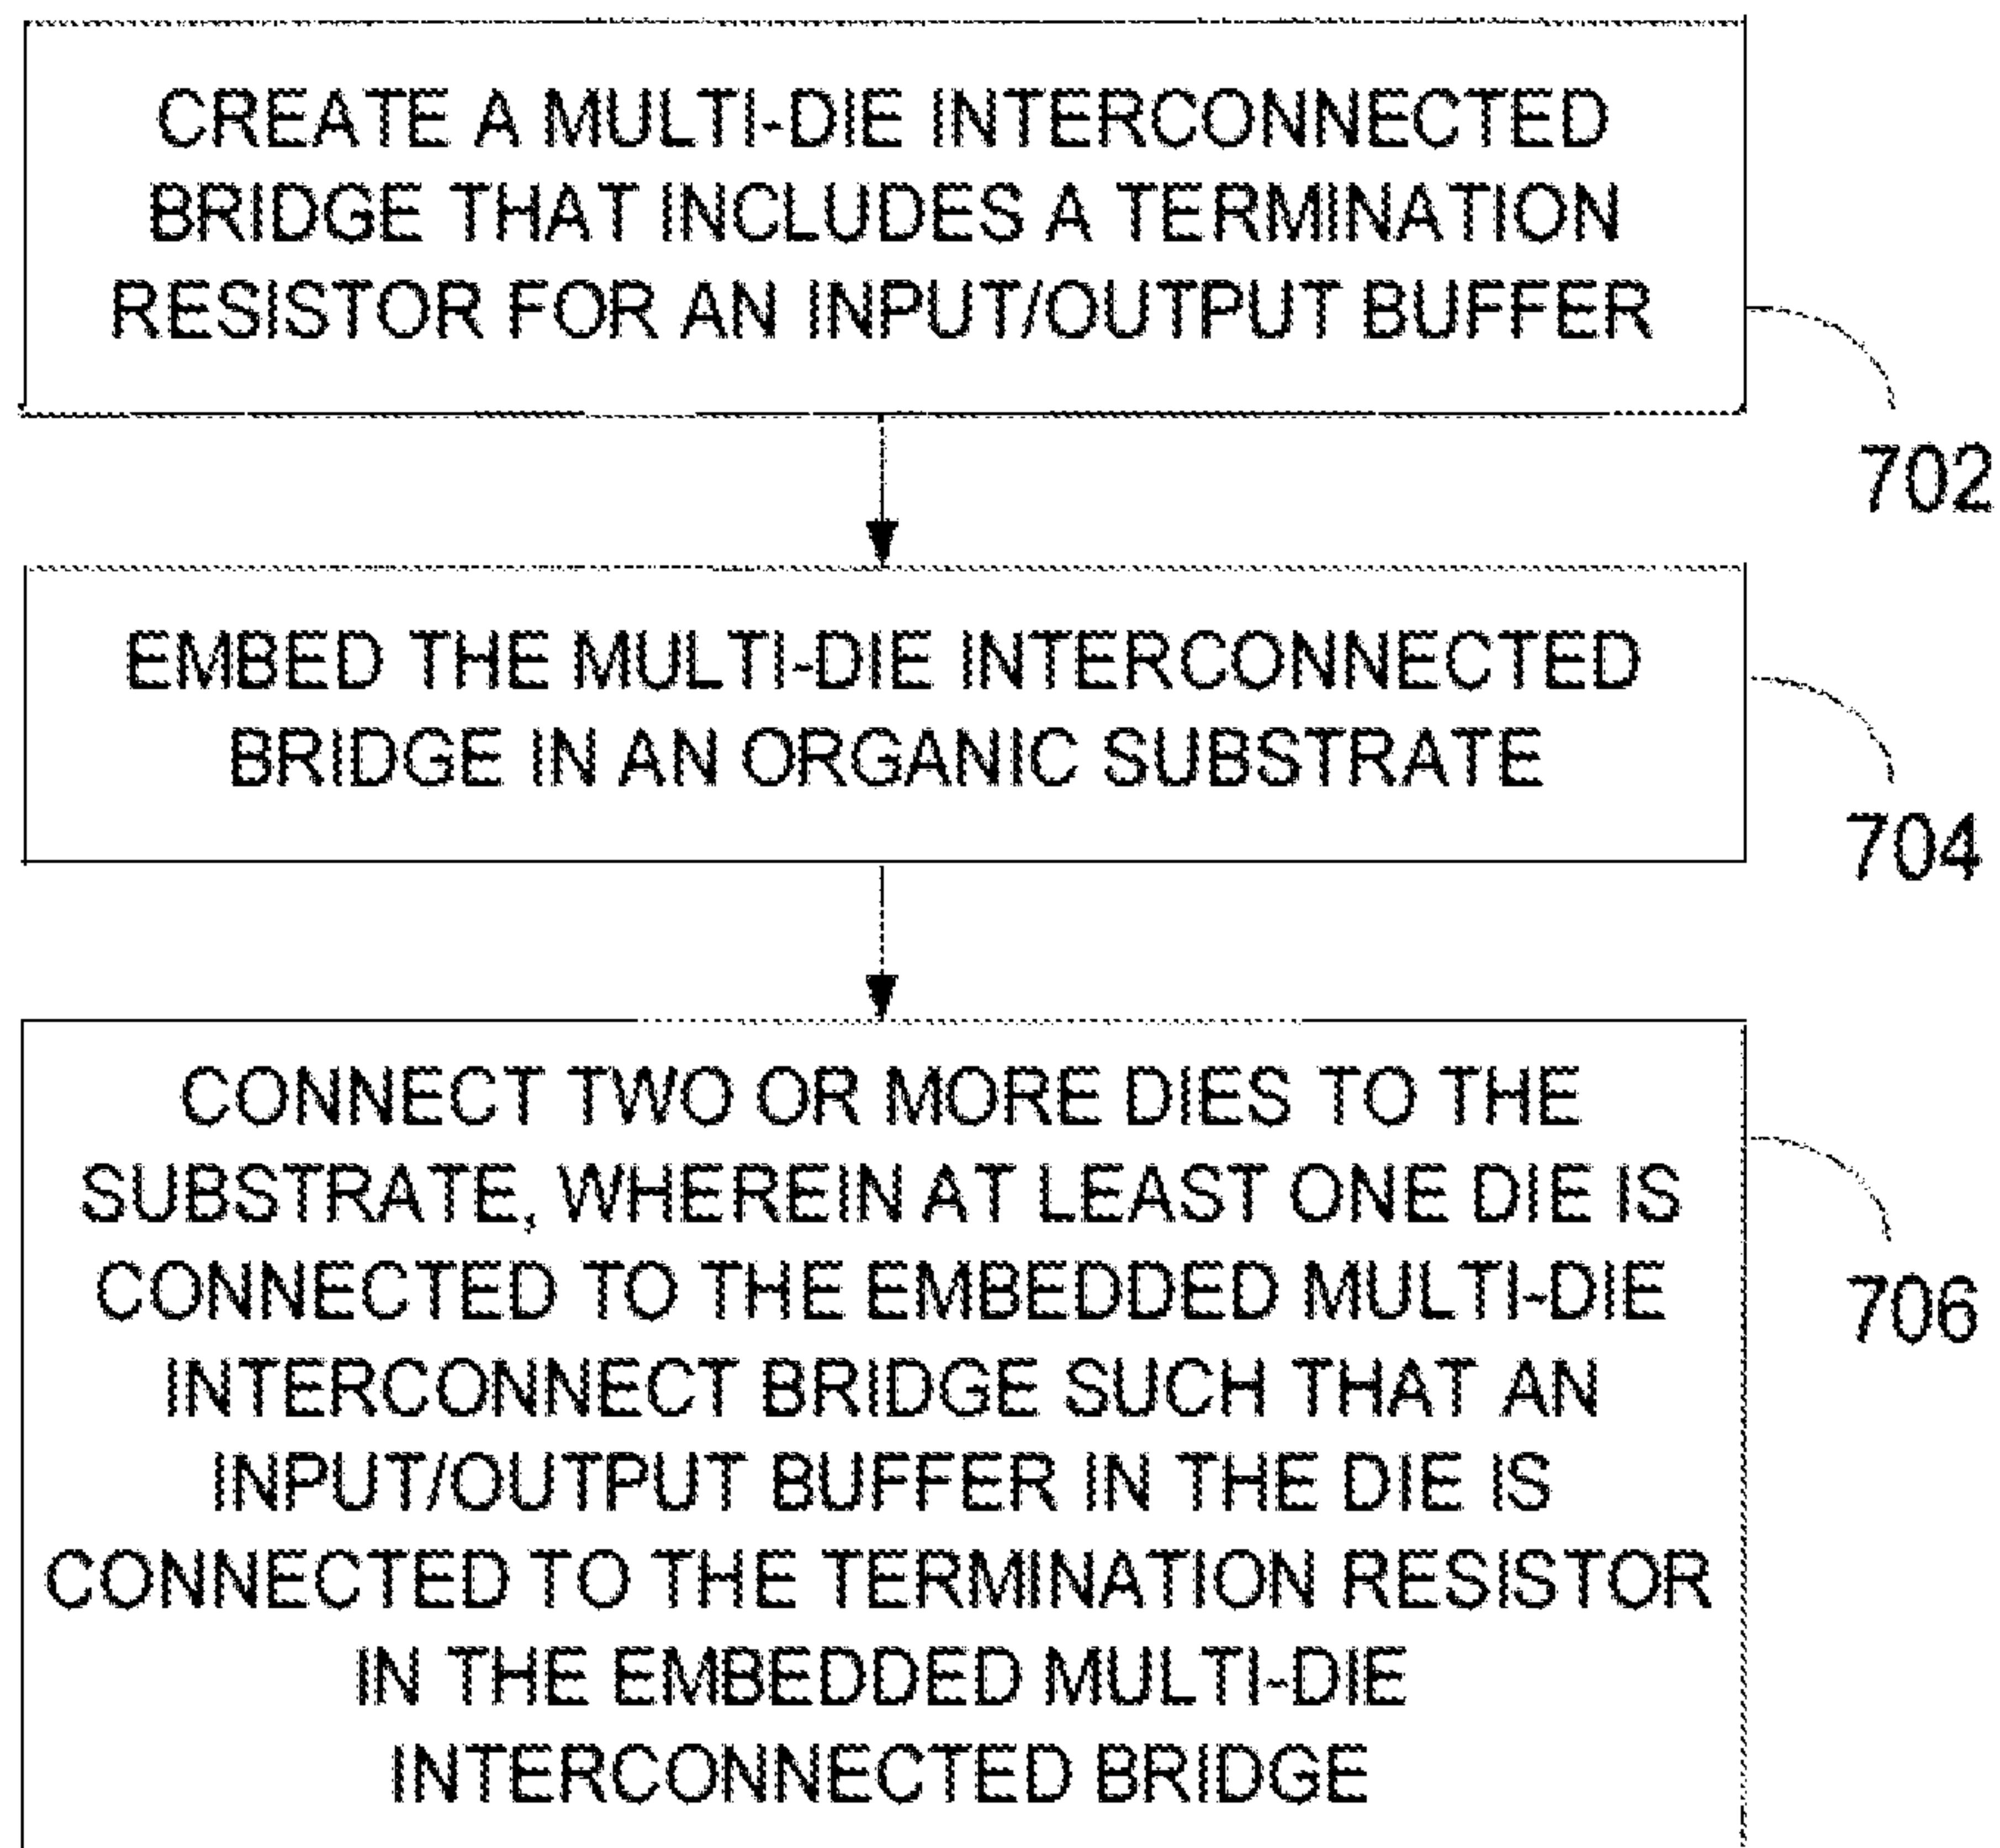 CREATE A MULTI-DIE INTERCONNECTED
BRIDGE THAT INCLUDES A TERMINATION
RESISTOR FOR AN INPUT/OUTPUT BUFFER
702
EMBED THE MULTI-DIE INTERCONNECTED
BRIDGE IN AN ORGANIC SUBSTRATE
704
CONNECT TWO OR MORE DIES TO THE
SUBSTRATE, WHEREIN AT LEAST ONE DIE IS
CONNECTED TO THE EMBEDDED MULTI-DIE
INTERCONNECT BRIDGE SUCH THAT AN
INPUT/OUTPUT BUFFER IN THE DIE IS
CONNECTED TO THE TERMINATION RESISTOR
IN THE EMBEDDED MULTI-DIE
INTERCONNECTED BRIDGE
706